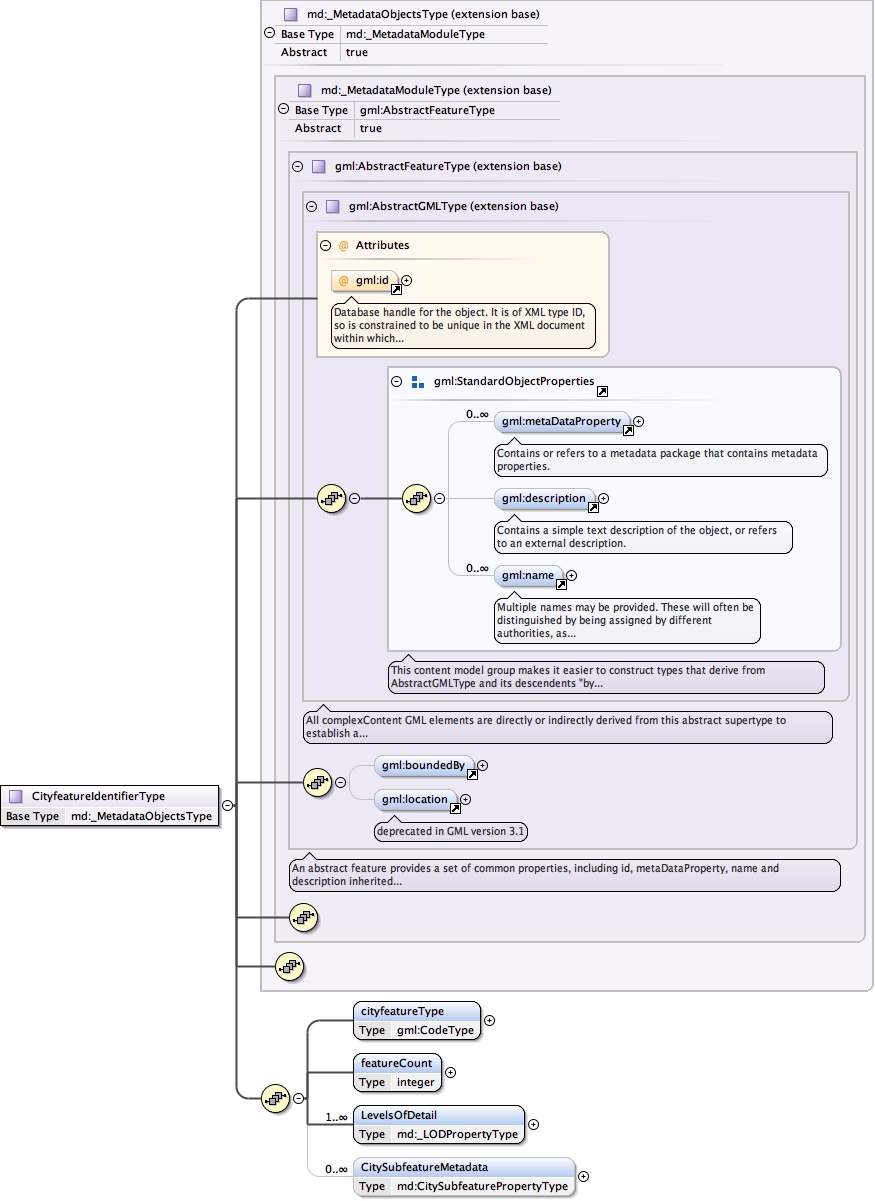 md:_MetadataObjectsType (extension base)
Base Type md:_MetadataModuleType
Abstract true
md:_MetadataModuleType (extension base)
Base Type gml:AbstractFeatureType
Abstract true
gml:AbstractFeatureType (extension base)
gml:AbstractGMLType (extension base)
@ Attributes
@ gml:id
Database handle for the object. It is of XML type ID,
so is constrained to be unique in the XML document
within which...
gml:StandardObjectProperties
0..∞
gml:metaDataProperty
Contains or refers to a metadata package that contains metadata
properties.
gml:description
Contains a simple text description of the object, or refers
to an external description.
0..∞
gml:name
Multiple names may be provided. These will often be
distinguished by being assigned by different
authorities, as...
This content model group makes it easier to construct types that derive from
AbstractGMLType and its descendents "by...
All complexContent GML elements are directly or indirectly derived from this abstract supertype to
establish a...
gml:boundedBy
gml:location
deprecated in GML version 3.1
CityfeatureIdentifierType
Base Type md:_MetadataObjectsType
An abstract feature provides a set of common properties, including id, metaDataProperty, name and
description inherited...
cityfeatureType
Type gml:CodeType
featureCount
Type integer
1..∞
LevelsOfDetail
Type md:_LODPropertyType
0..∞
CitySubfeatureMetadata
Type md:CitySubfeaturePropertyType